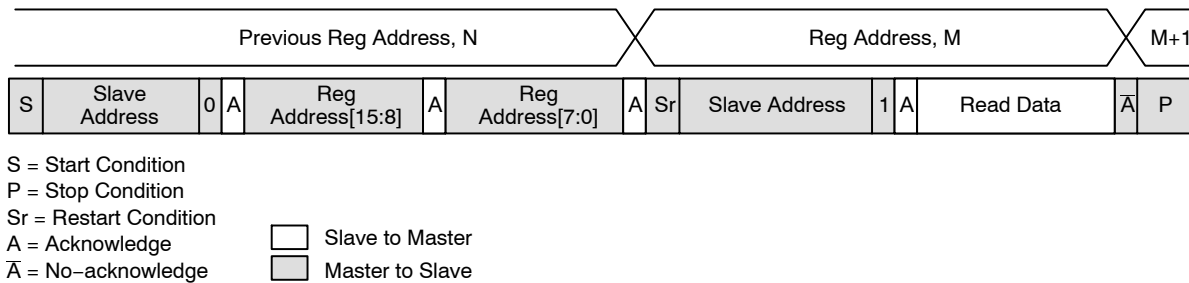 Previous Reg Address, N Reg Address, M M+1
S Slave Address 0 A Reg Address[15:8] A Reg Address[7:0] A Sr Slave Address 1 A Read Data A̅ P
S = Start Condition
P = Stop Condition
Sr = Restart Condition
A = Acknowledge
A̅ = No−acknowledge
Slave to Master
Master to Slave